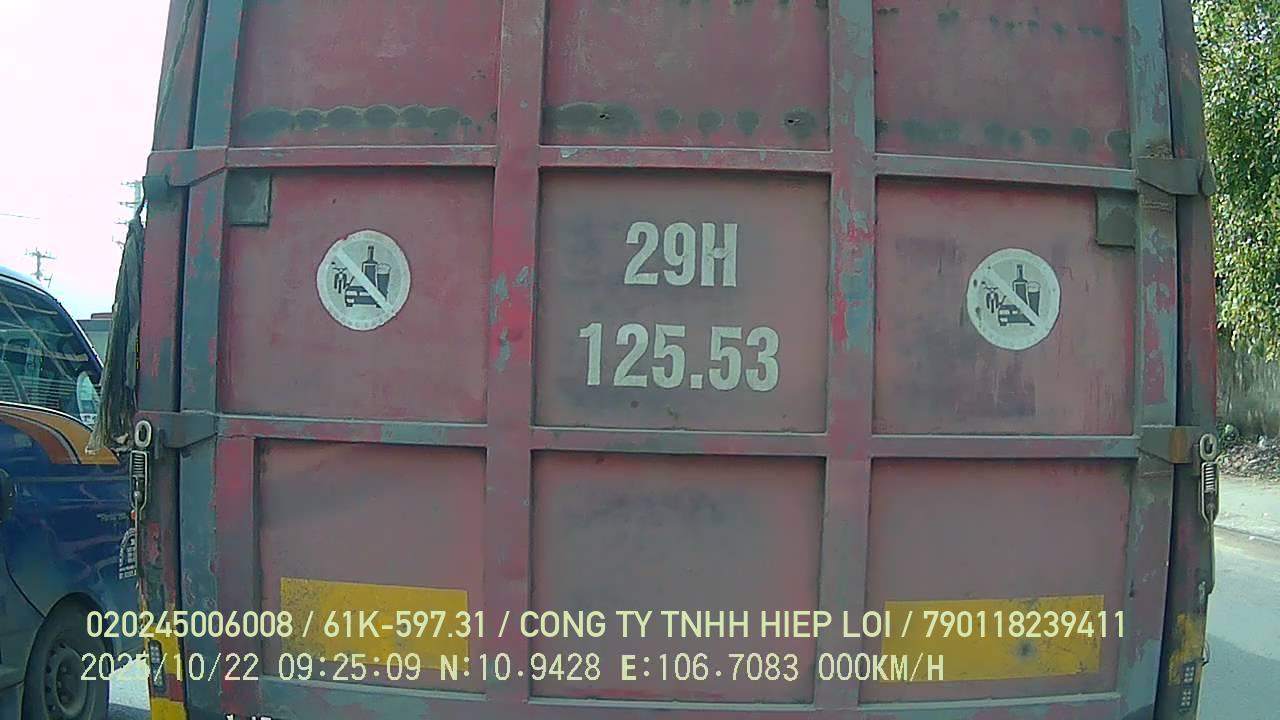 29H
125.53
020245006008 / 61K-597.31 / CONG TY TNHH HIEP LOI / 790118239411
2025/10/22 09:25:09 N:10.9428 E:106.7083 000KM/H